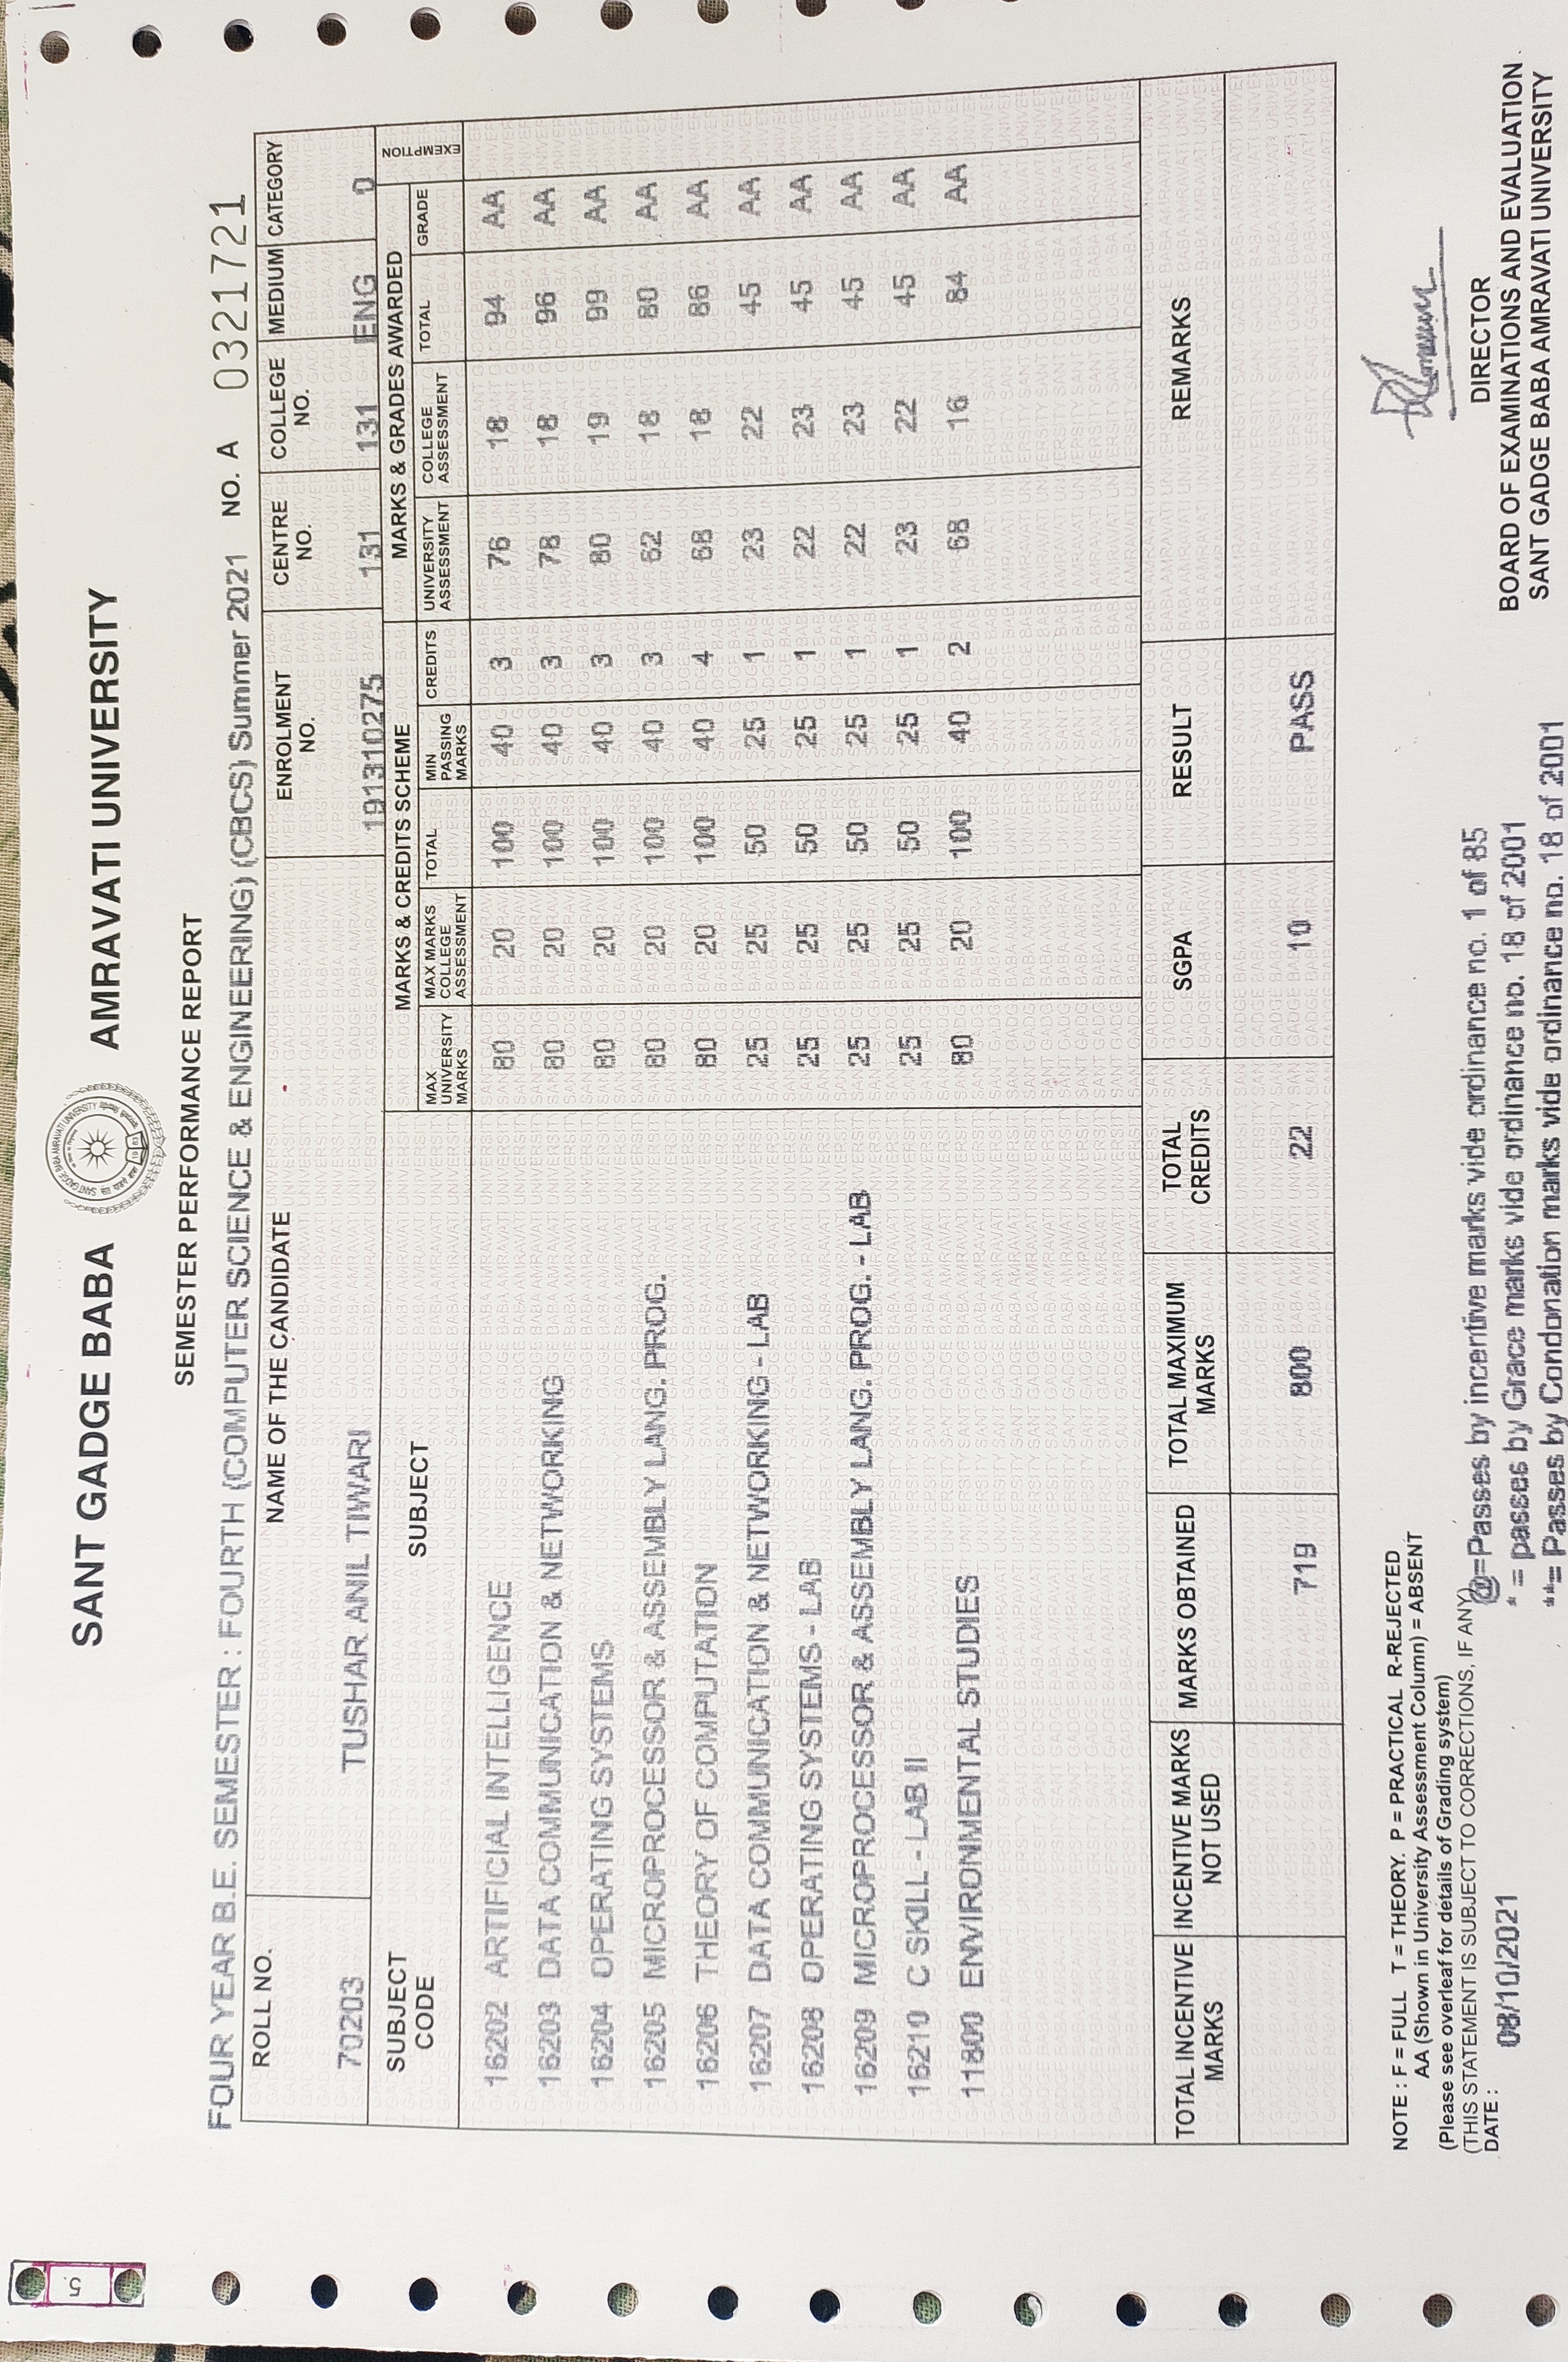 5.
SANT GADGE BABA AMRAVATI UNIVERSITY
SEMESTER PERFORMANCE REPORT
FOUR YEAR B.E. SEMESTER : FOURTH (COMPUTER SCIENCE & ENGINEERING) (CBCS) Summer 2021 NO. A 0321721
ROLL NO. NAME OF THE CANDIDATE ENROLMENT NO. CENTRE NO. COLLEGE NO. MEDIUM CATEGORY
70203 TUSHAR ANIL TIWARI 191310275 131 131 ENG 0
SUBJECT CODE SUBJECT MARKS & CREDITS SCHEME MARKS & GRADES AWARDED EXEMPTION
MAX UNIVERSITY MARKS MAX MARKS COLLEGE ASSESSMENT TOTAL MIN PASSING MARKS CREDITS UNIVERSITY ASSESSMENT COLLEGE ASSESSMENT TOTAL GRADE
16202 ARTIFICIAL INTELLIGENCE 80 20 100 40 3 76 18 94 AA
16203 DATA COMMUNICATION & NETWORKING 80 20 100 40 3 78 18 96 AA
16204 OPERATING SYSTEMS 80 20 100 40 3 80 19 99 AA
16205 MICROPROCESSOR & ASSEMBLY LANG. PROG. 80 20 100 40 3 62 18 80 AA
16206 THEORY OF COMPUTATION 80 20 100 40 4 68 18 86 AA
16207 DATA COMMUNICATION & NETWORKING - LAB 25 25 50 25 1 23 22 45 AA
16208 OPERATING SYSTEMS - LAB 25 25 50 25 1 22 23 45 AA
16209 MICROPROCESSOR & ASSEMBLY LANG. PROG. - LAB 25 25 50 25 1 22 23 45 AA
16210 C SKILL - LAB II 25 25 50 25 1 23 22 45 AA
11800 ENVIRONMENTAL STUDIES 80 20 100 40 2 68 16 84 AA
TOTAL INCENTIVE MARKS INCENTIVE MARKS NOT USED MARKS OBTAINED TOTAL MAXIMUM MARKS TOTAL CREDITS SGPA RESULT REMARKS
719 800 22 10 PASS
NOTE : F = FULL T = THEORY. P = PRACTICAL R-REJECTED
AA (Shown in University Assessment Column) = ABSENT
(Please see overleaf for details of Grading system)
(THIS STATEMENT IS SUBJECT TO CORRECTIONS, IF ANY)
DATE : 08/10/2021
@=Passes by incentive marks vide ordinance no. 1 of 85
* = passes by Grace marks vide ordinance no. 18 of 2001
**= Passes by Condonation marks vide ordinance no. 18 of 2001
DIRECTOR
BOARD OF EXAMINATIONS AND EVALUATION
SANT GADGE BABA AMRAVATI UNIVERSITY